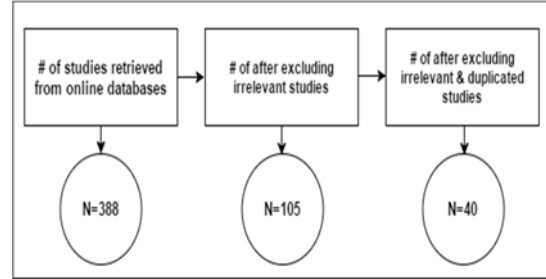 # of studies retrieved
from online databases
# of after excluding
irrelevant studies
# of after excluding
irrelevant & duplicated
studies
N=388
N=105
N=40